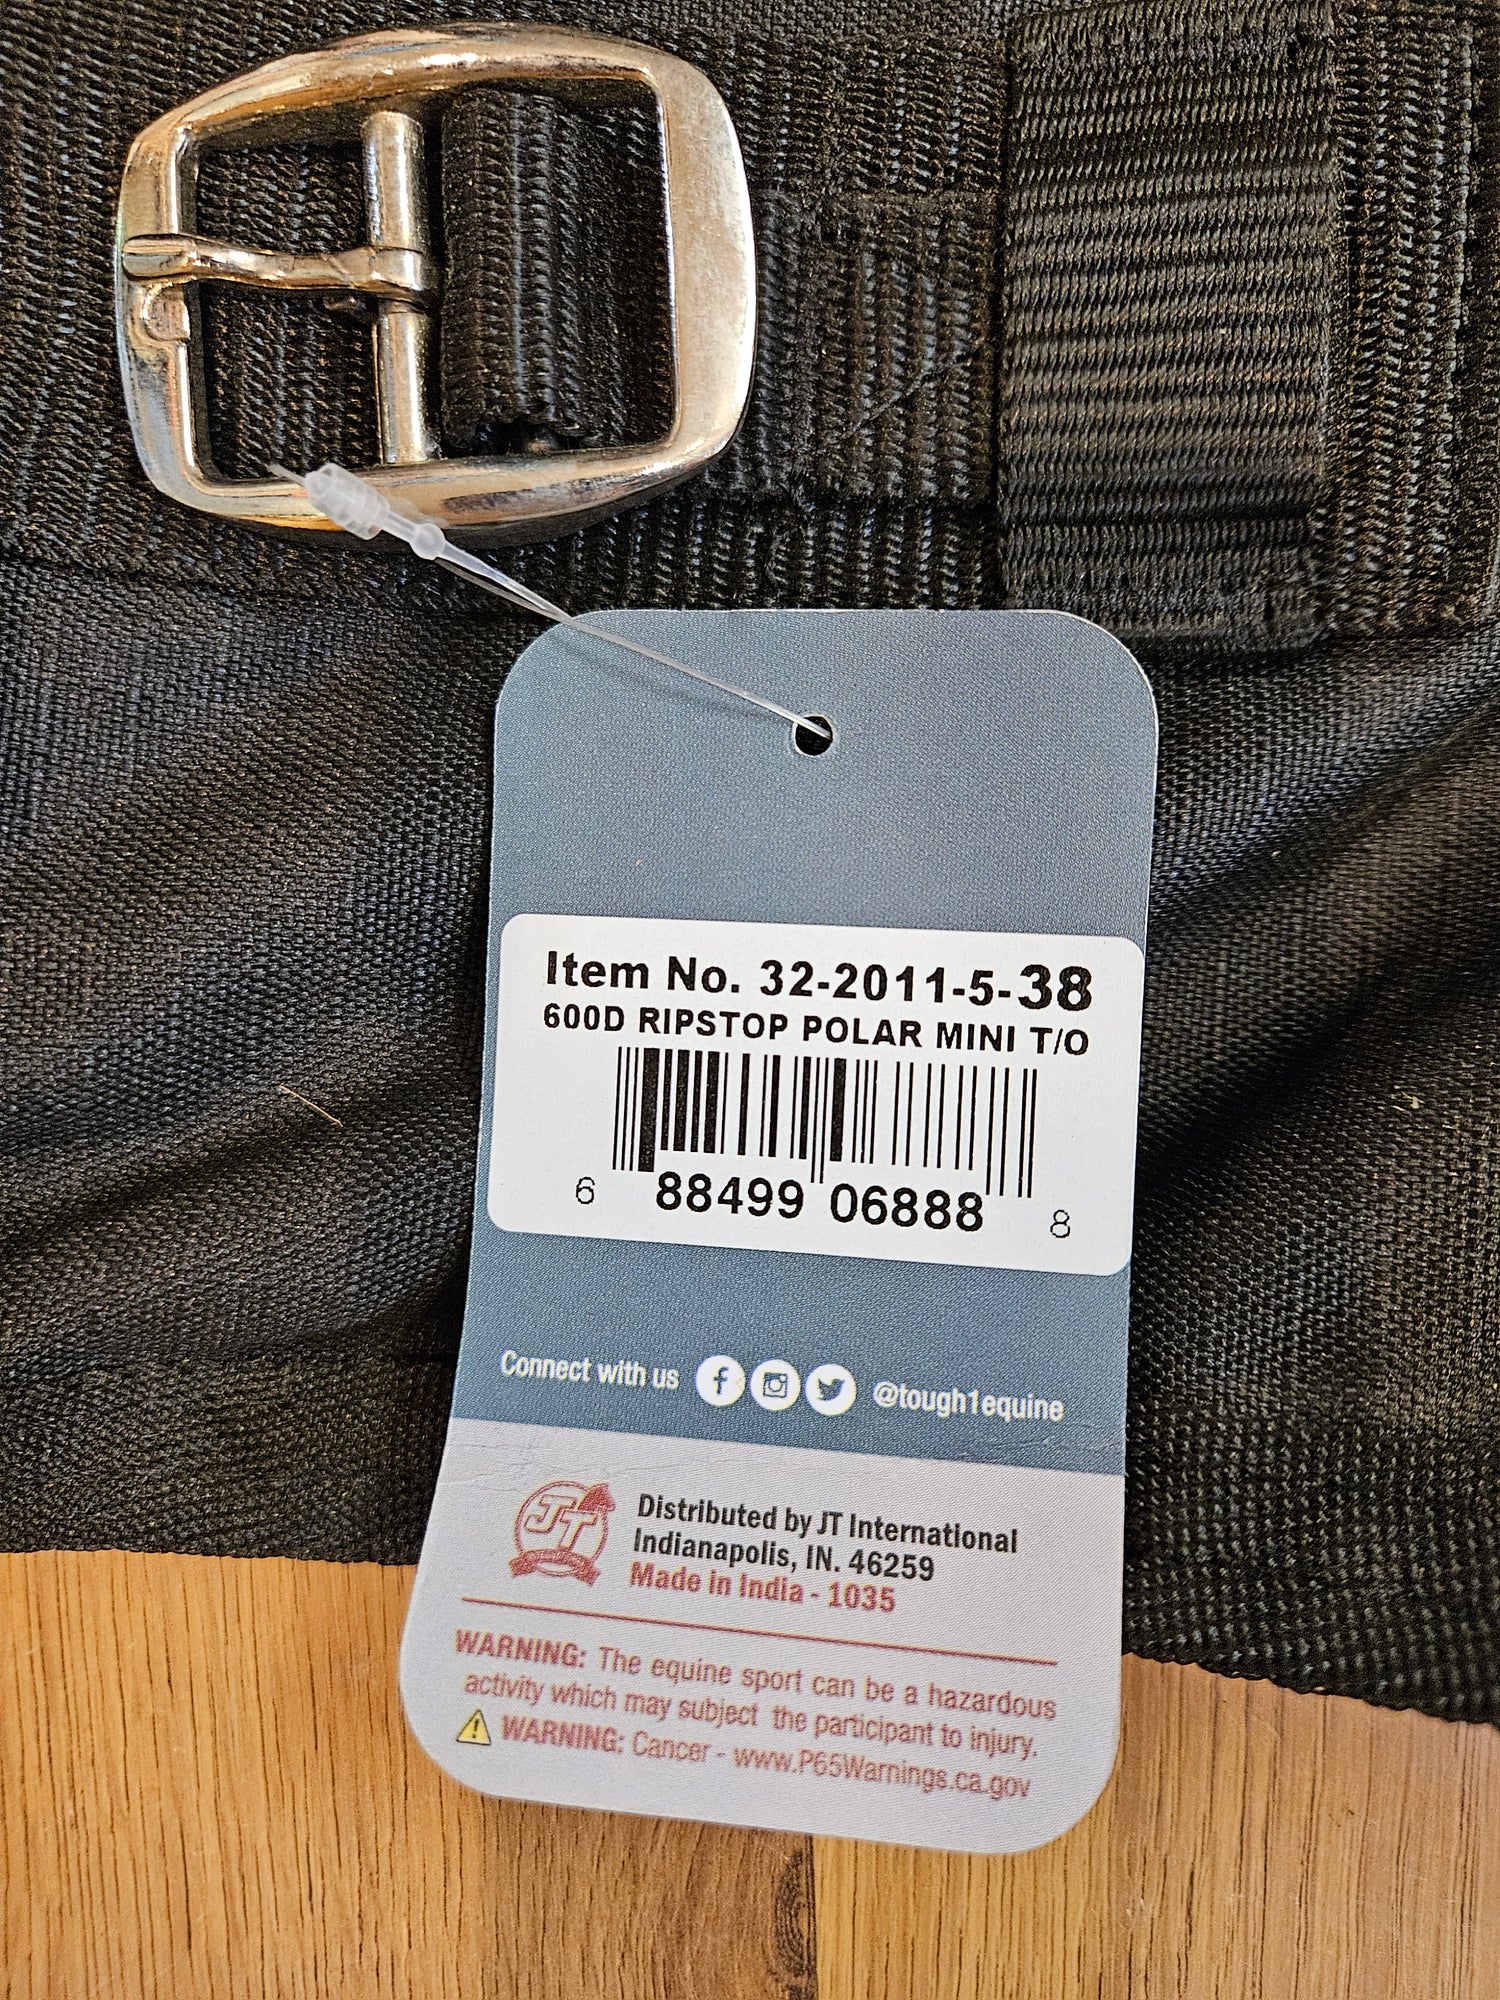 Item No. 32-2011-5-38
600D RIPSTOP POLAR MINI T/O
6 88499 06888 8
Connect with us @tough1equine
JT
Distributed by JT International
Indianapolis, IN. 46259
Made in India - 1035
WARNING: The equine sport can be a hazardous
activity which may subject the participant to injury.
WARNING: Cancer - www.P65Warnings.ca.gov